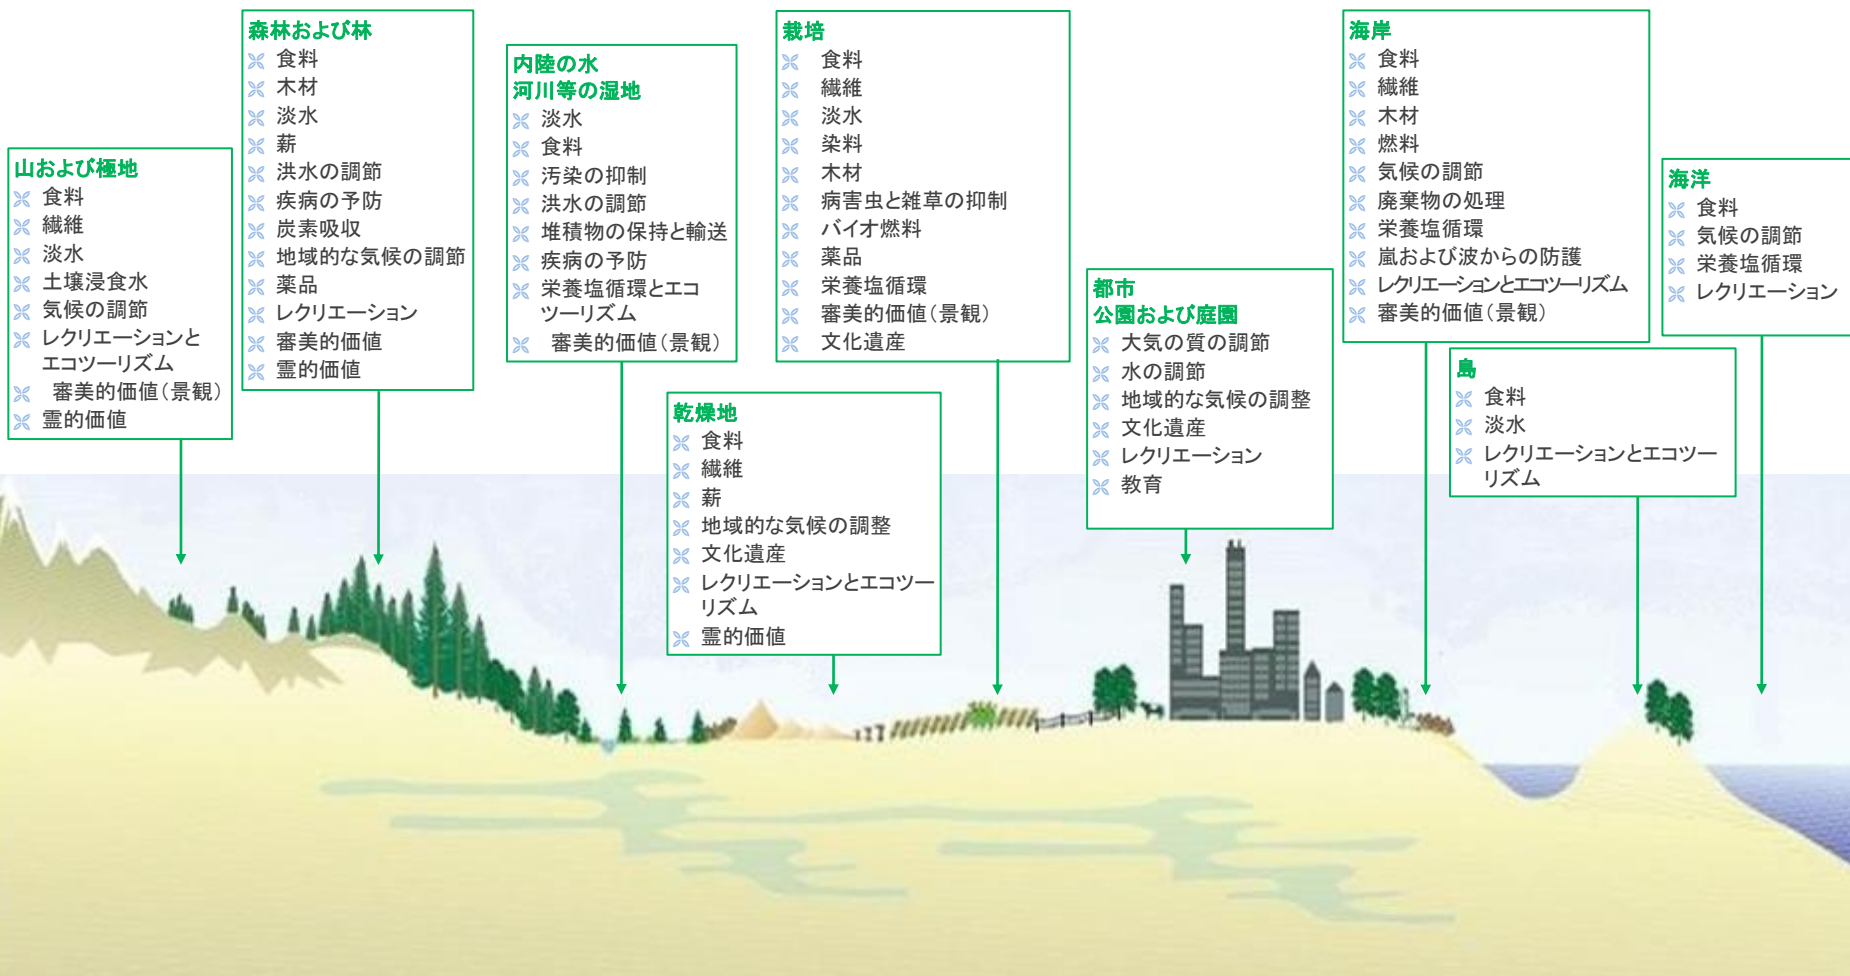 山および極地
食料
繊維
淡水
土壌浸食水
気候の調節
レクリエーションと
エコツーリズム
審美的価値(景観)
霊的価値
森林および林
食料
木材
淡水
薪
洪水の調節
疾病の予防
炭素吸収
地域的な気候の調節
薬品
レクリエーション
審美的価値
霊的価値
内陸の水
河川等の湿地
淡水
食料
汚染の抑制
洪水の調節
堆積物の保持と輸送
疾病の予防
栄養塩循環とエコ
ツーリズム
審美的価値(景観)
乾燥地
食料
繊維
薪
地域的な気候の調整
文化遺産
レクリエーションとエコツー
リズム
霊的価値
栽培
食料
繊維
淡水
染料
木材
病害虫と雑草の抑制
バイオ燃料
薬品
栄養塩循環
審美的価値(景観)
文化遺産
都市
公園および庭園
大気の質の調節
水の調節
地域的な気候の調整
文化遺産
レクリエーション
教育
海岸
食料
繊維
木材
燃料
気候の調節
廃棄物の処理
栄養塩循環
嵐および波からの防護
レクリエーションとエコツーリズム
審美的価値(景観)
島
食料
淡水
レクリエーションとエコツー
リズム
海洋
食料
気候の調節
栄養塩循環
レクリエーション